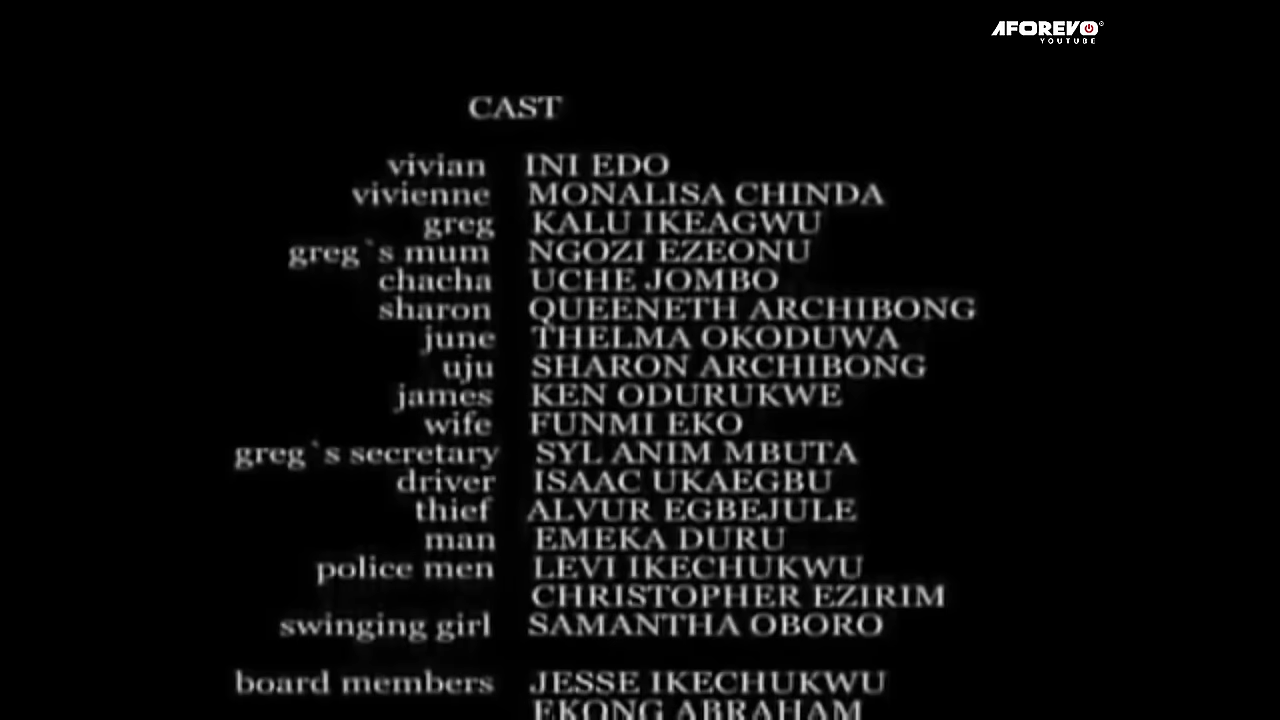 AFOREVO
YOUTUBE
CAST
vivian INI EDO
vivienne MONALISA CHINDA
greg KALU IKEAGWU
greg`s mum NGOZI EZEONU
chacha UCHE JOMBO
sharon QUEENETH ARCHIBONG
june THELMA OKODUWA
uju SHARON ARCHIBONG
james KEN ODURUKWE
wife FUNMI EKO
greg`s secretary SYL ANIM MBUTA
driver ISAAC UKAEGBU
thief ALVUR EGBEJULE
man EMEKA DURU
police men LEVI IKECHUKWU
CHRISTOPHER EZIRIM
swinging girl SAMANTHA OBORO
board members JESSE IKECHUKWU
EKONG ABRAHAM